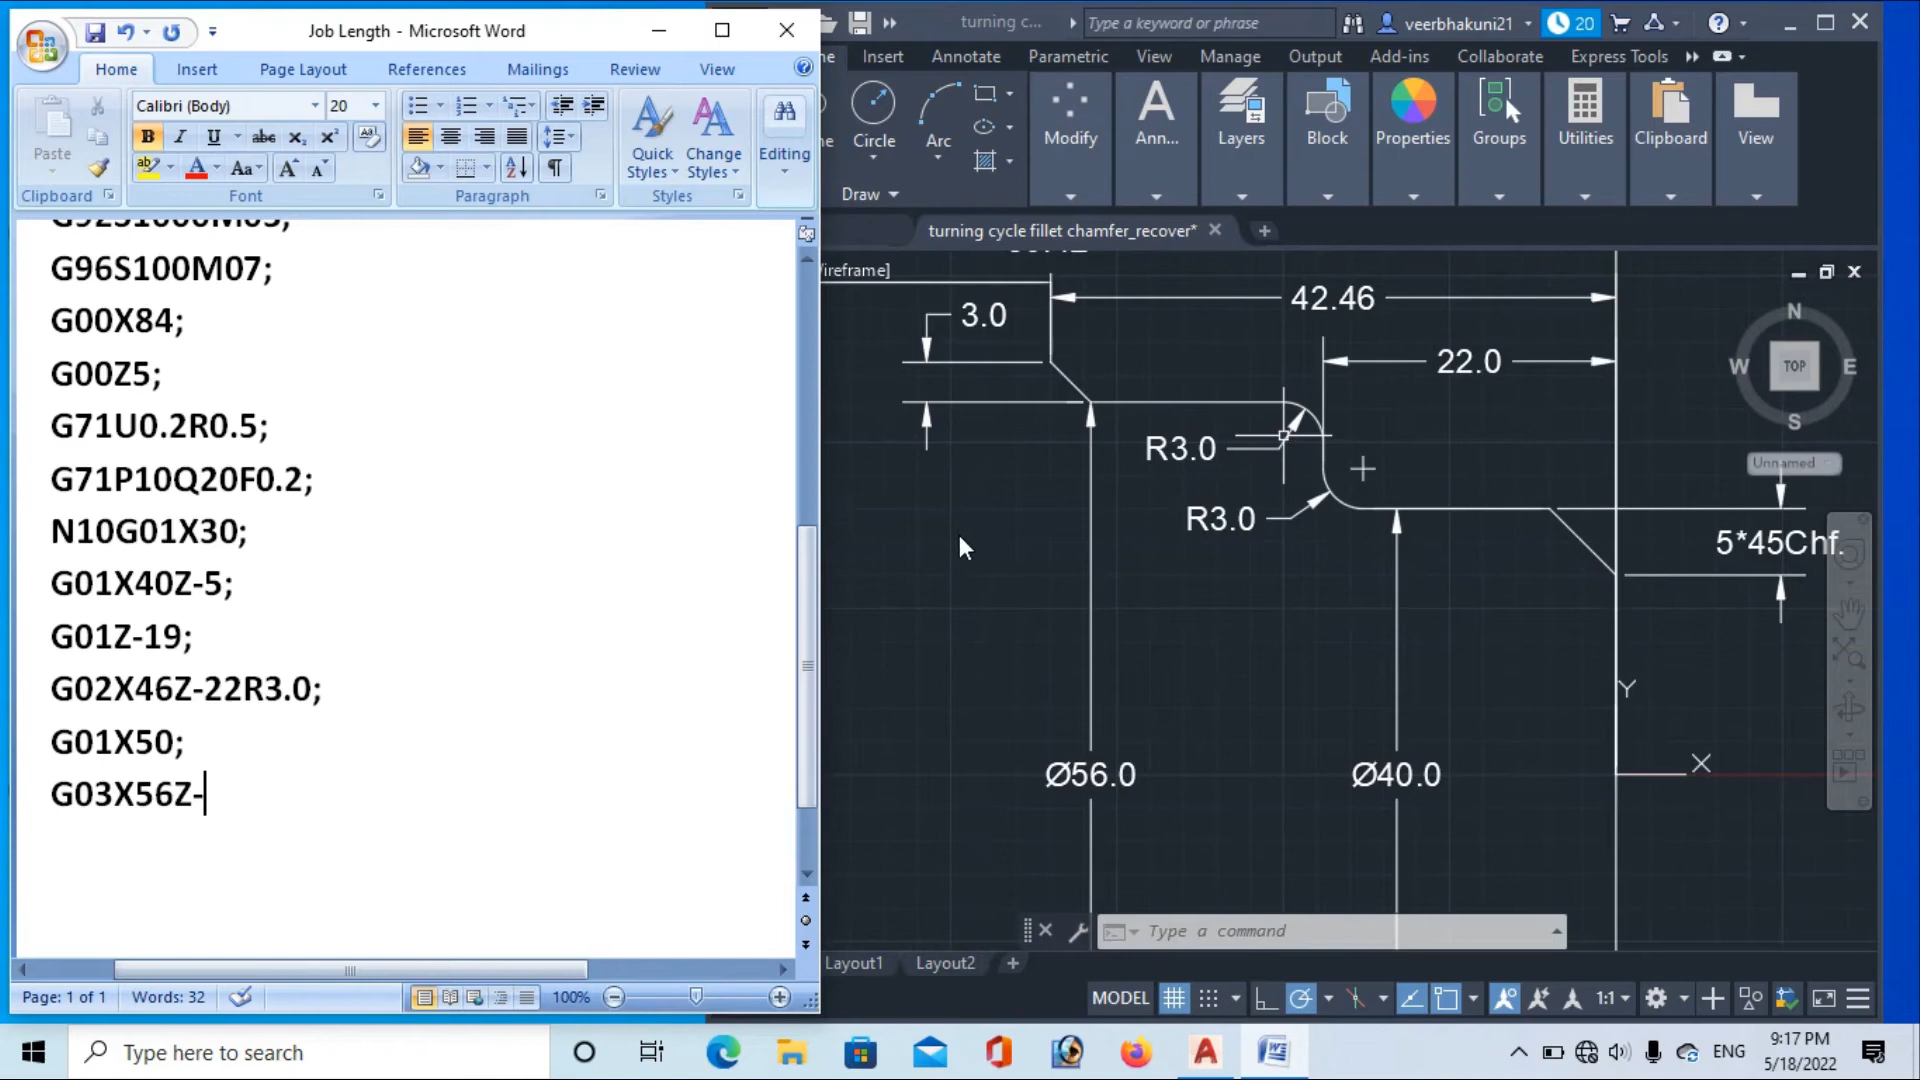 Job Length - Microsoft Word
Home Insert Page Layout References Mailings Review View
Paste
Calibri (Body) 20
B I U abc X₂ X²
ab A Aa A A
Quick Styles
Change Styles
Editing
Clipboard Font Paragraph Styles
G96S100M07;
G00X84;
G00Z5;
G71U0.2R0.5;
G71P10Q20F0.2;
N10G01X30;
G01X40Z-5;
G01Z-19;
G02X46Z-22R3.0;
G01X50;
G03X56Z-
Page: 1 of 1 Words: 32 100%
turning c... Type a keyword or phrase veerbhakuni21 20
Insert Annotate Parametric View Manage Output Add-ins Collaborate Express Tools
Circle Arc Modify Ann... Layers Block Properties Groups Utilities Clipboard View
Draw
turning cycle fillet chamfer_recover*
ireframe]
42.46
3.0
22.0
R3.0
R3.0
5*45Chf.
Ø56.0
Ø40.0
N
W TOP E
S
Unnamed
Y
X
Type a command
Layout1 Layout2
MODEL 1:1
Type here to search
ENG
9:17 PM
5/18/2022